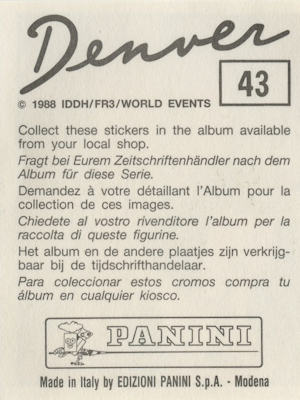 Denver
43
© 1988 IDDH/FR3/WORLD EVENTS
Collect these stickers in the album available
from your local shop.
Fragt bei Eurem Zeitschriftenhändler nach dem
Album für diese Serie.
Demandez à votre détaillant l'Album pour la
collection de ces images.
Chiedete al vostro rivenditore l'album per la
raccolta di queste figurine.
Het album en de andere plaatjes zijn verkrijg-
baar bij de tijdschrifthandelaar.
Para coleccionar estos cromos compra tu
álbum en cualquier kiosco.
PANINI
Made in Italy by EDIZIONI PANINI S.p.A. - Modena